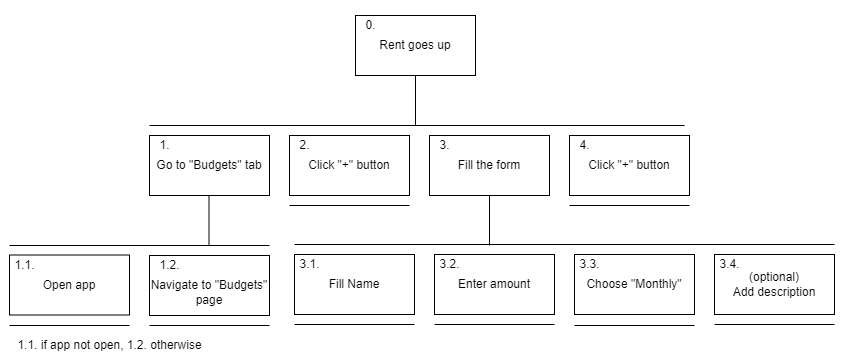 0.
Rent goes up
1.
Go to "Budgets" tab
2.
Click "+" button
3.
Fill the form
4.
Click "+" button
1.1.
Open app
1.2.
Navigate to "Budgets"
page
3.1.
Fill Name
3.2.
Enter amount
3.3.
Choose "Monthly"
3.4.
(optional)
Add description
1.1. if app not open, 1.2. otherwise